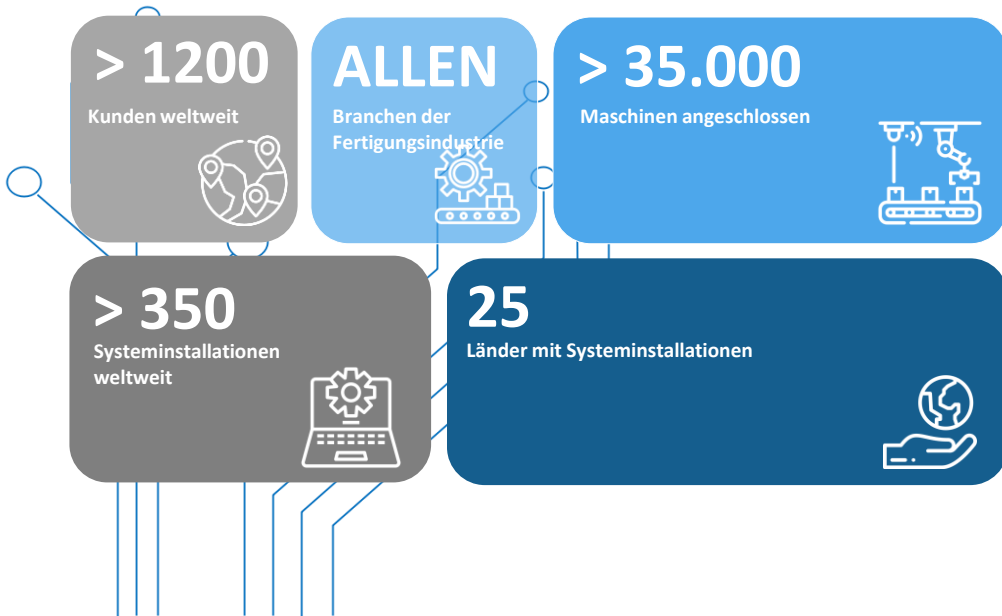 > 1200
Kunden weltweit
ALLEN
Branchen der
Fertigungsindustrie
> 35.000
Maschinen angeschlossen
> 350
Systeminstallationen
weltweit
25
Länder mit Systeminstallationen